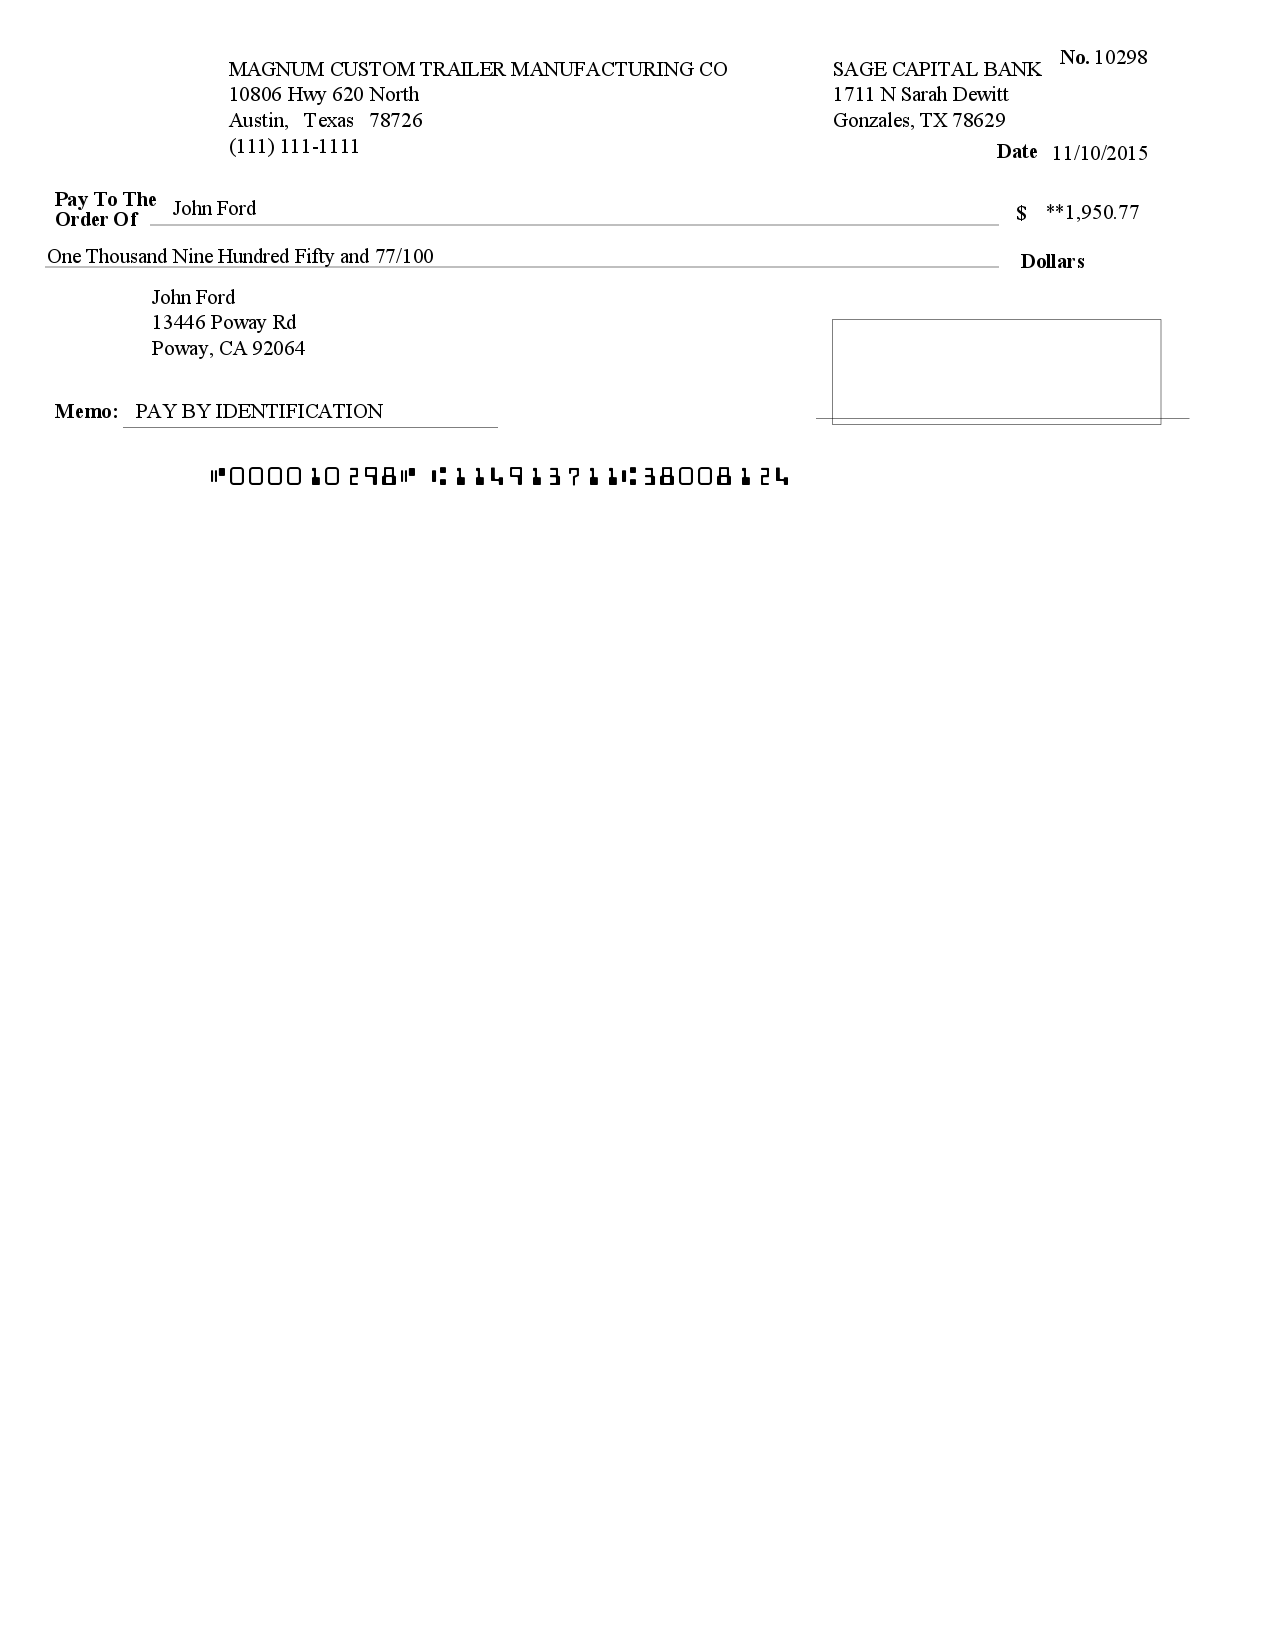 No. 10298
MAGNUM CUSTOM TRAILER MANUFACTURING CO
10806 Hwy 620 North
Austin, Texas 78726
(111) 111-1111
SAGE CAPITAL BANK
1711 N Sarah Dewitt
Gonzales, TX 78629
Date 11/10/2015
Pay To The
Order Of John Ford $ **1,950.77
One Thousand Nine Hundred Fifty and 77/100 Dollars
John Ford
13446 Poway Rd
Poway, CA 92064
Memo: PAY BY IDENTIFICATION
⑈000010298⑈ ⑆114913711⑆38008124